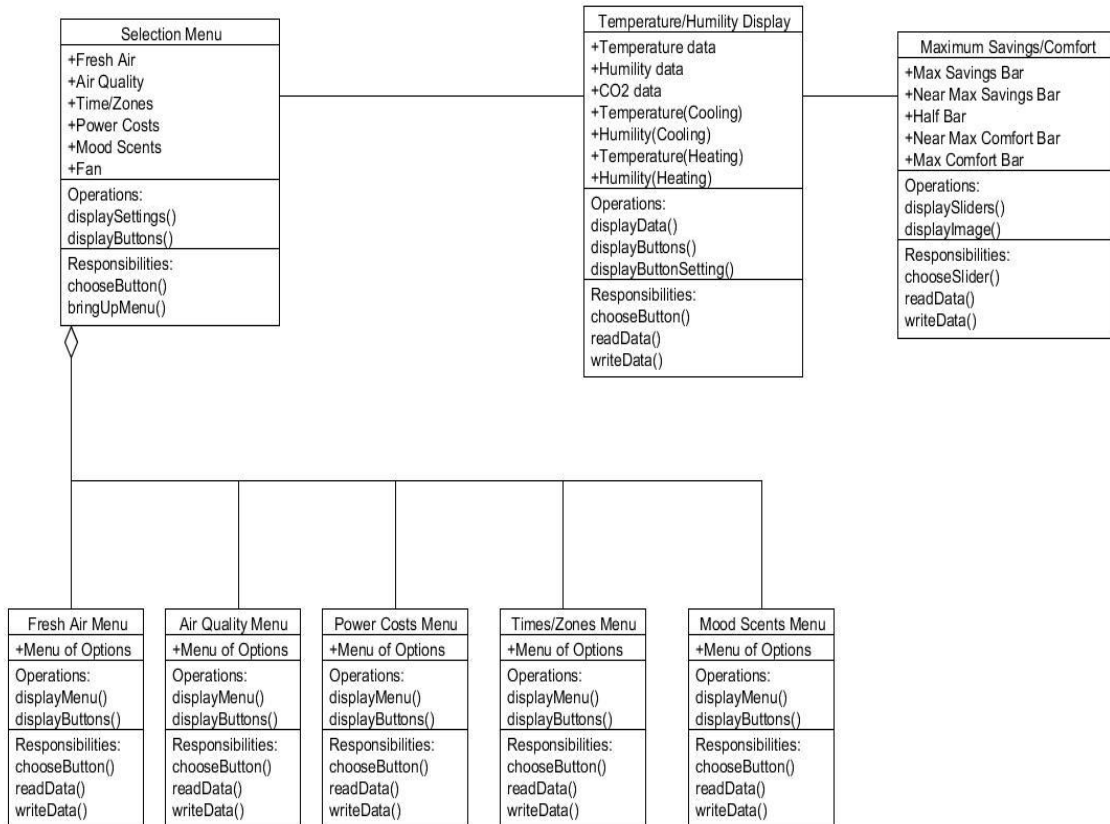 Selection Menu
+Fresh Air
+Air Quality
+Time/Zones
+Power Costs
+Mood Scents
+Fan
Operations:
displaySettings()
displayButtons()
Responsibilities:
chooseButton()
bringUpMenu()
Temperature/Humility Display
+Temperature data
+Humility data
+CO2 data
+Temperature(Cooling)
+Humility(Cooling)
+Temperature(Heating)
+Humility(Heating)
Operations:
displayData()
displayButtons()
displayButtonSetting()
Responsibilities:
chooseButton()
readData()
writeData()
Maximum Savings/Comfort
+Max Savings Bar
+Near Max Savings Bar
+Half Bar
+Near Max Comfort Bar
+Max Comfort Bar
Operations:
displaySliders()
displayImage()
Responsibilities:
chooseSlider()
readData()
writeData()
Fresh Air Menu
+Menu of Options
Operations:
displayMenu()
displayButtons()
Responsibilities:
chooseButton()
readData()
writeData()
Air Quality Menu
+Menu of Options
Operations:
displayMenu()
displayButtons()
Responsibilities:
chooseButton()
readData()
writeData()
Power Costs Menu
+Menu of Options
Operations:
displayMenu()
displayButtons()
Responsibilities:
chooseButton()
readData()
writeData()
Times/Zones Menu
+Menu of Options
Operations:
displayMenu()
displayButtons()
Responsibilities:
chooseButton()
readData()
writeData()
Mood Scents Menu
+Menu of Options
Operations:
displayMenu()
displayButtons()
Responsibilities:
chooseButton()
readData()
writeData()